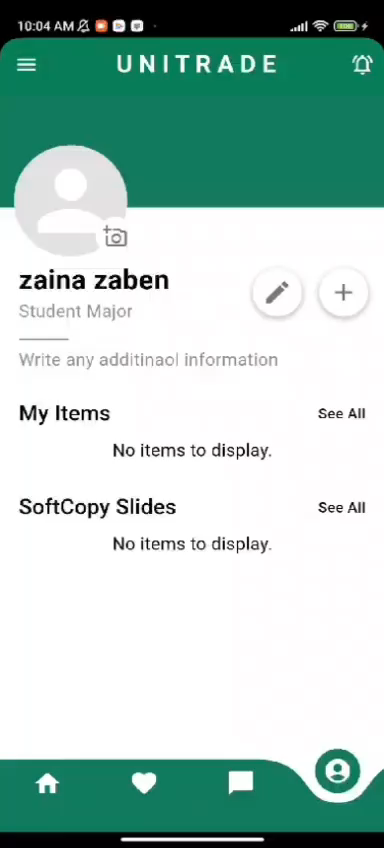 10:04 AM
UNITRADE
zaina zaben
Student Major
Write any additinaol information
My Items
See All
No items to display.
SoftCopy Slides
See All
No items to display.